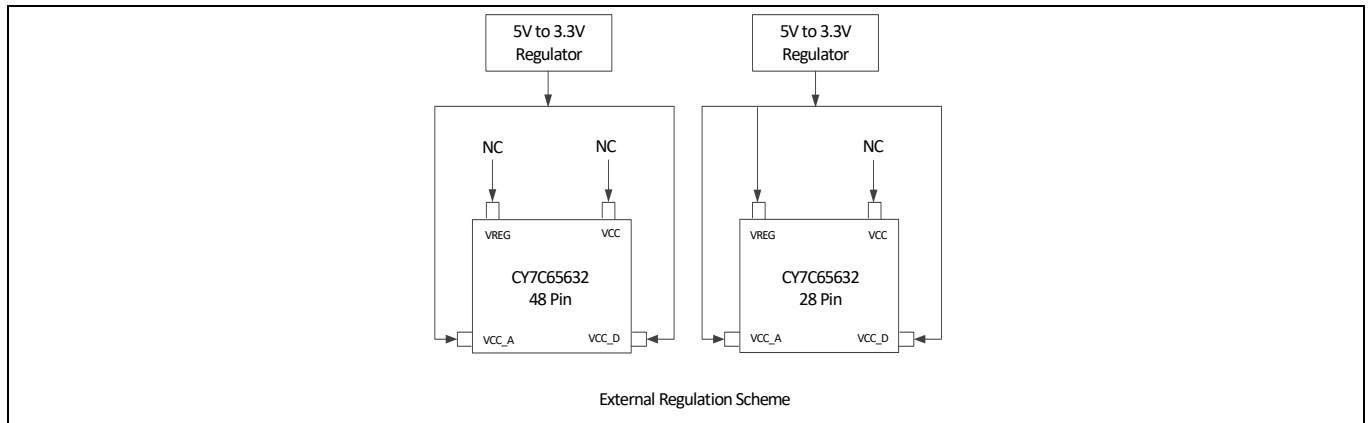 5V to 3.3V
Regulator
5V to 3.3V
Regulator
NC
NC
NC
VREG
VCC
VREG
VCC
CY7C65632
48 Pin
CY7C65632
28 Pin
VCC_A
VCC_D
VCC_A
VCC_D
External Regulation Scheme